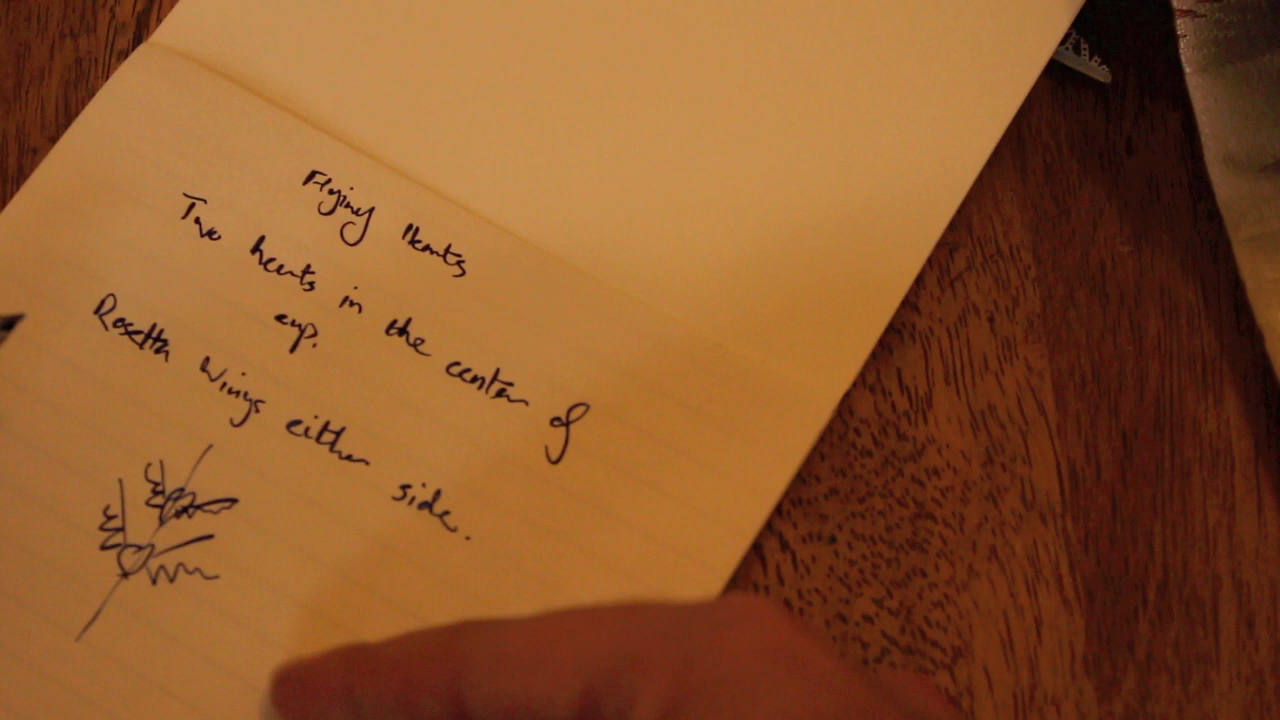 Flying Hearts
Two hearts in the center of
cup.
Rosetta Wings either side.